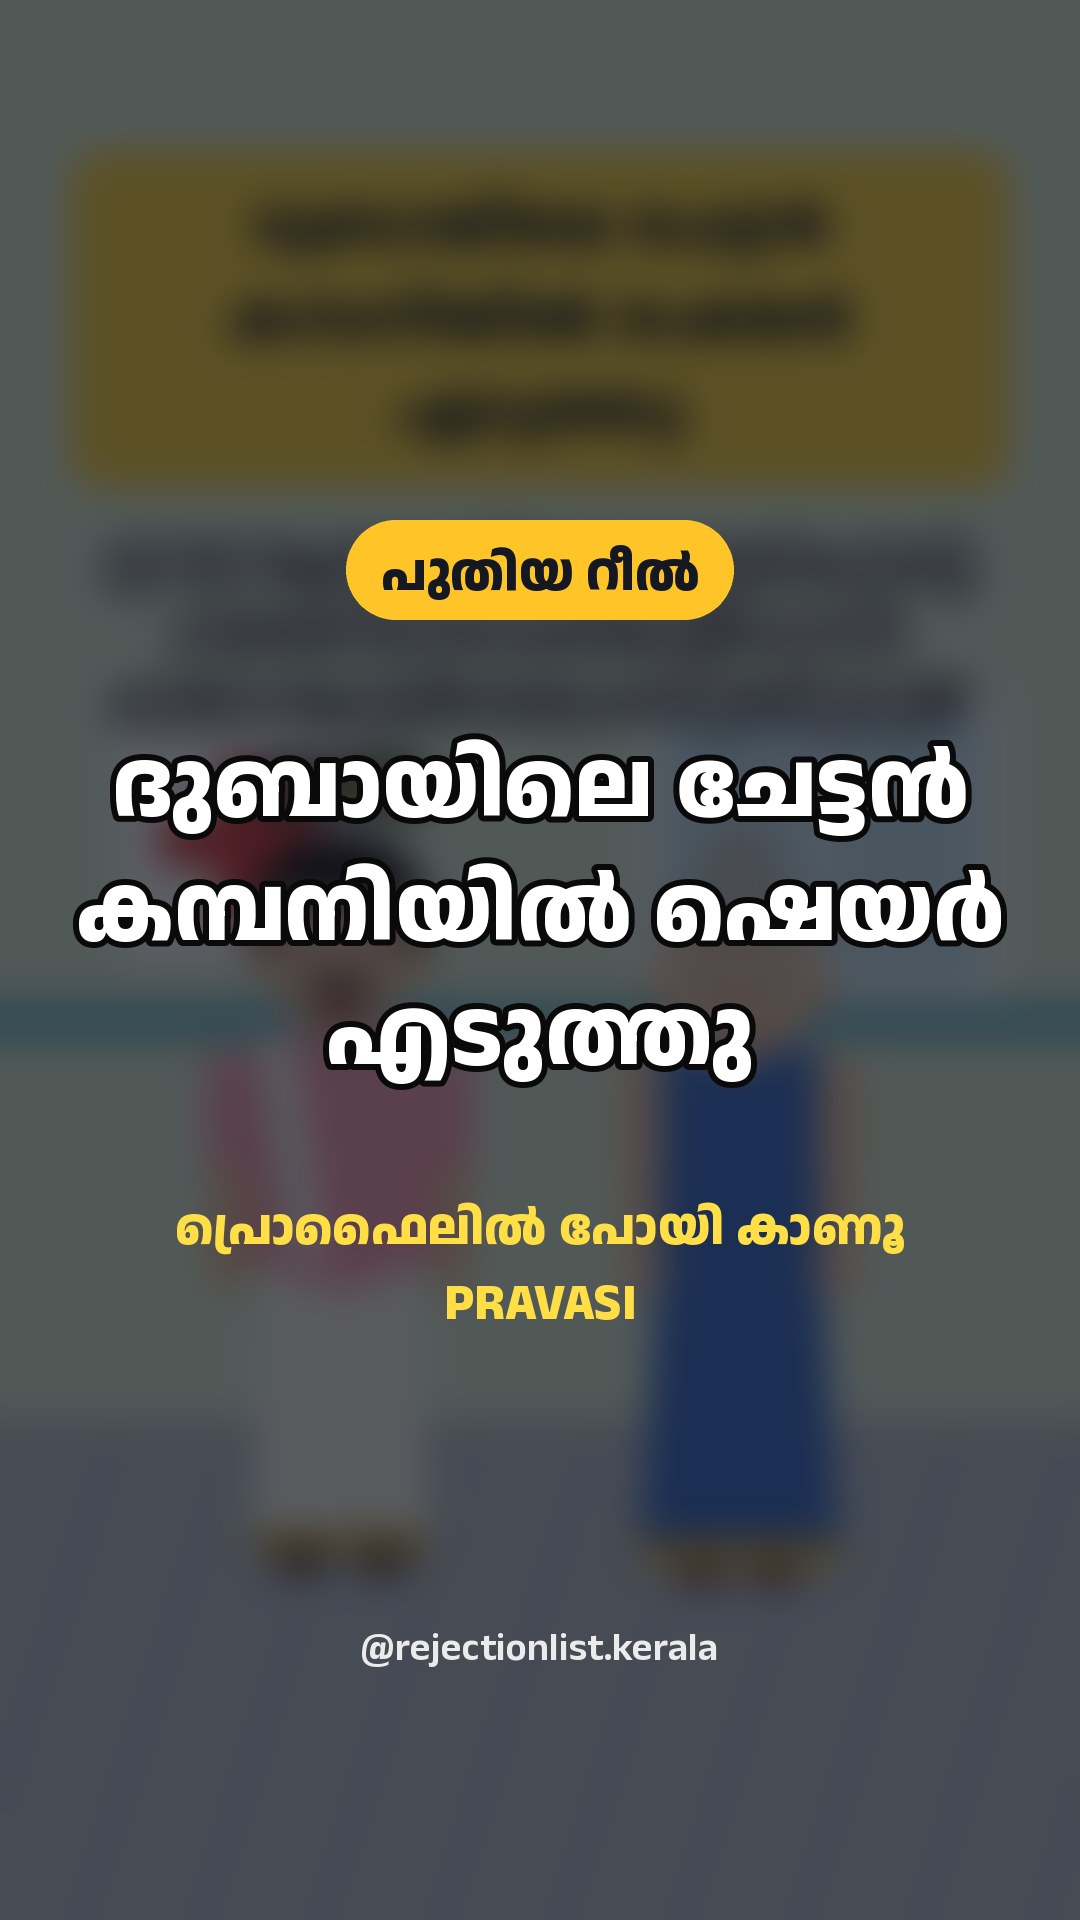 പുതിയ റീൽ
ദുബായിലെ ചേട്ടൻ
കമ്പനിയിൽ ഷെയർ
എടുത്തു
പ്രൊഫൈലിൽ പോയി കാണൂ
PRAVASI
@rejectionlist.kerala